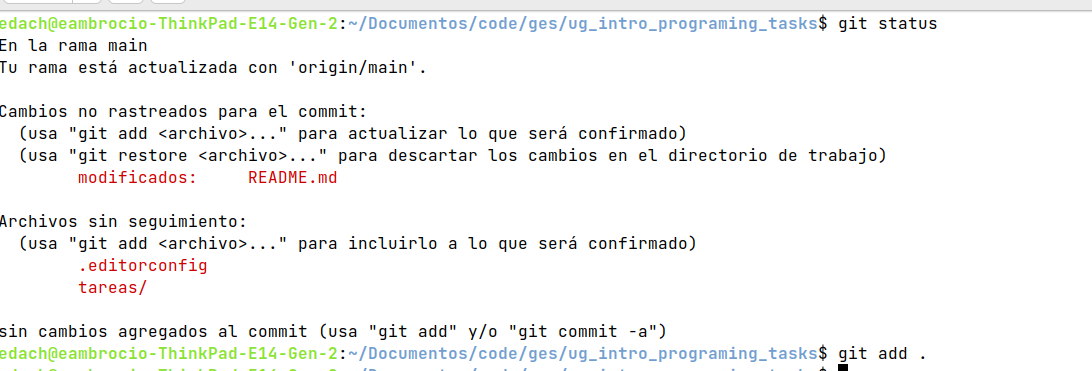 edach@eambrocio-ThinkPad-E14-Gen-2:~/Documentos/code/ges/ug_intro_programing_tasks$ git status
En la rama main
Tu rama está actualizada con 'origin/main'.
Cambios no rastreados para el commit:
(usa "git add <archivo>..." para actualizar lo que será confirmado)
(usa "git restore <archivo>..." para descartar los cambios en el directorio de trabajo)
modificados:     README.md
Archivos sin seguimiento:
(usa "git add <archivo>..." para incluirlo a lo que será confirmado)
.editorconfig
tareas/
sin cambios agregados al commit (usa "git add" y/o "git commit -a")
edach@eambrocio-ThinkPad-E14-Gen-2:~/Documentos/code/ges/ug_intro_programing_tasks$ git add .